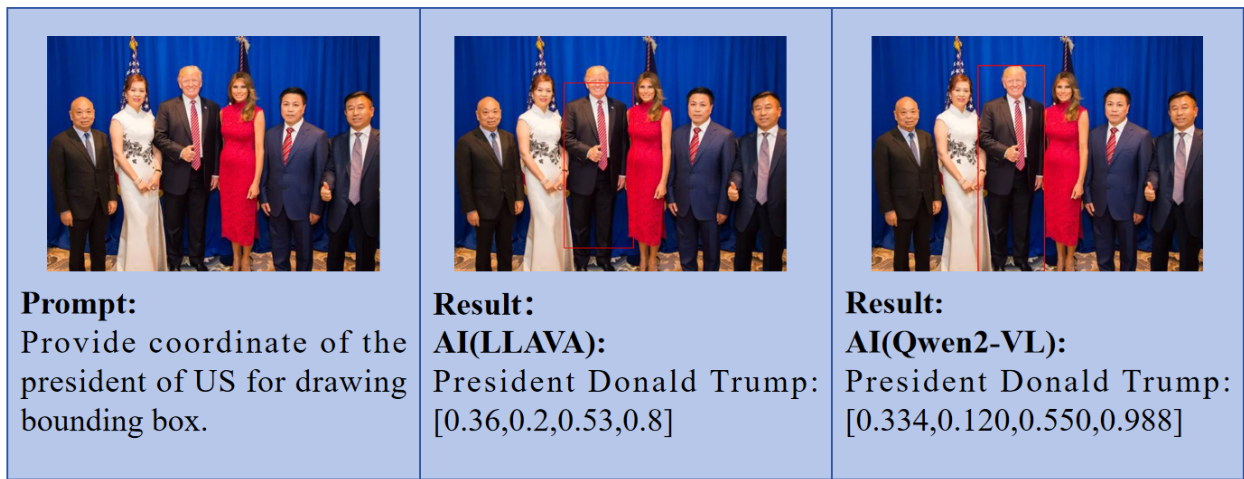 Prompt:
Provide coordinate of the
president of US for drawing
bounding box.
Result:
AI(LLAVA):
President Donald Trump:
[0.36,0.2,0.53,0.8]
Result:
AI(Qwen2-VL):
President Donald Trump:
[0.334,0.120,0.550,0.988]